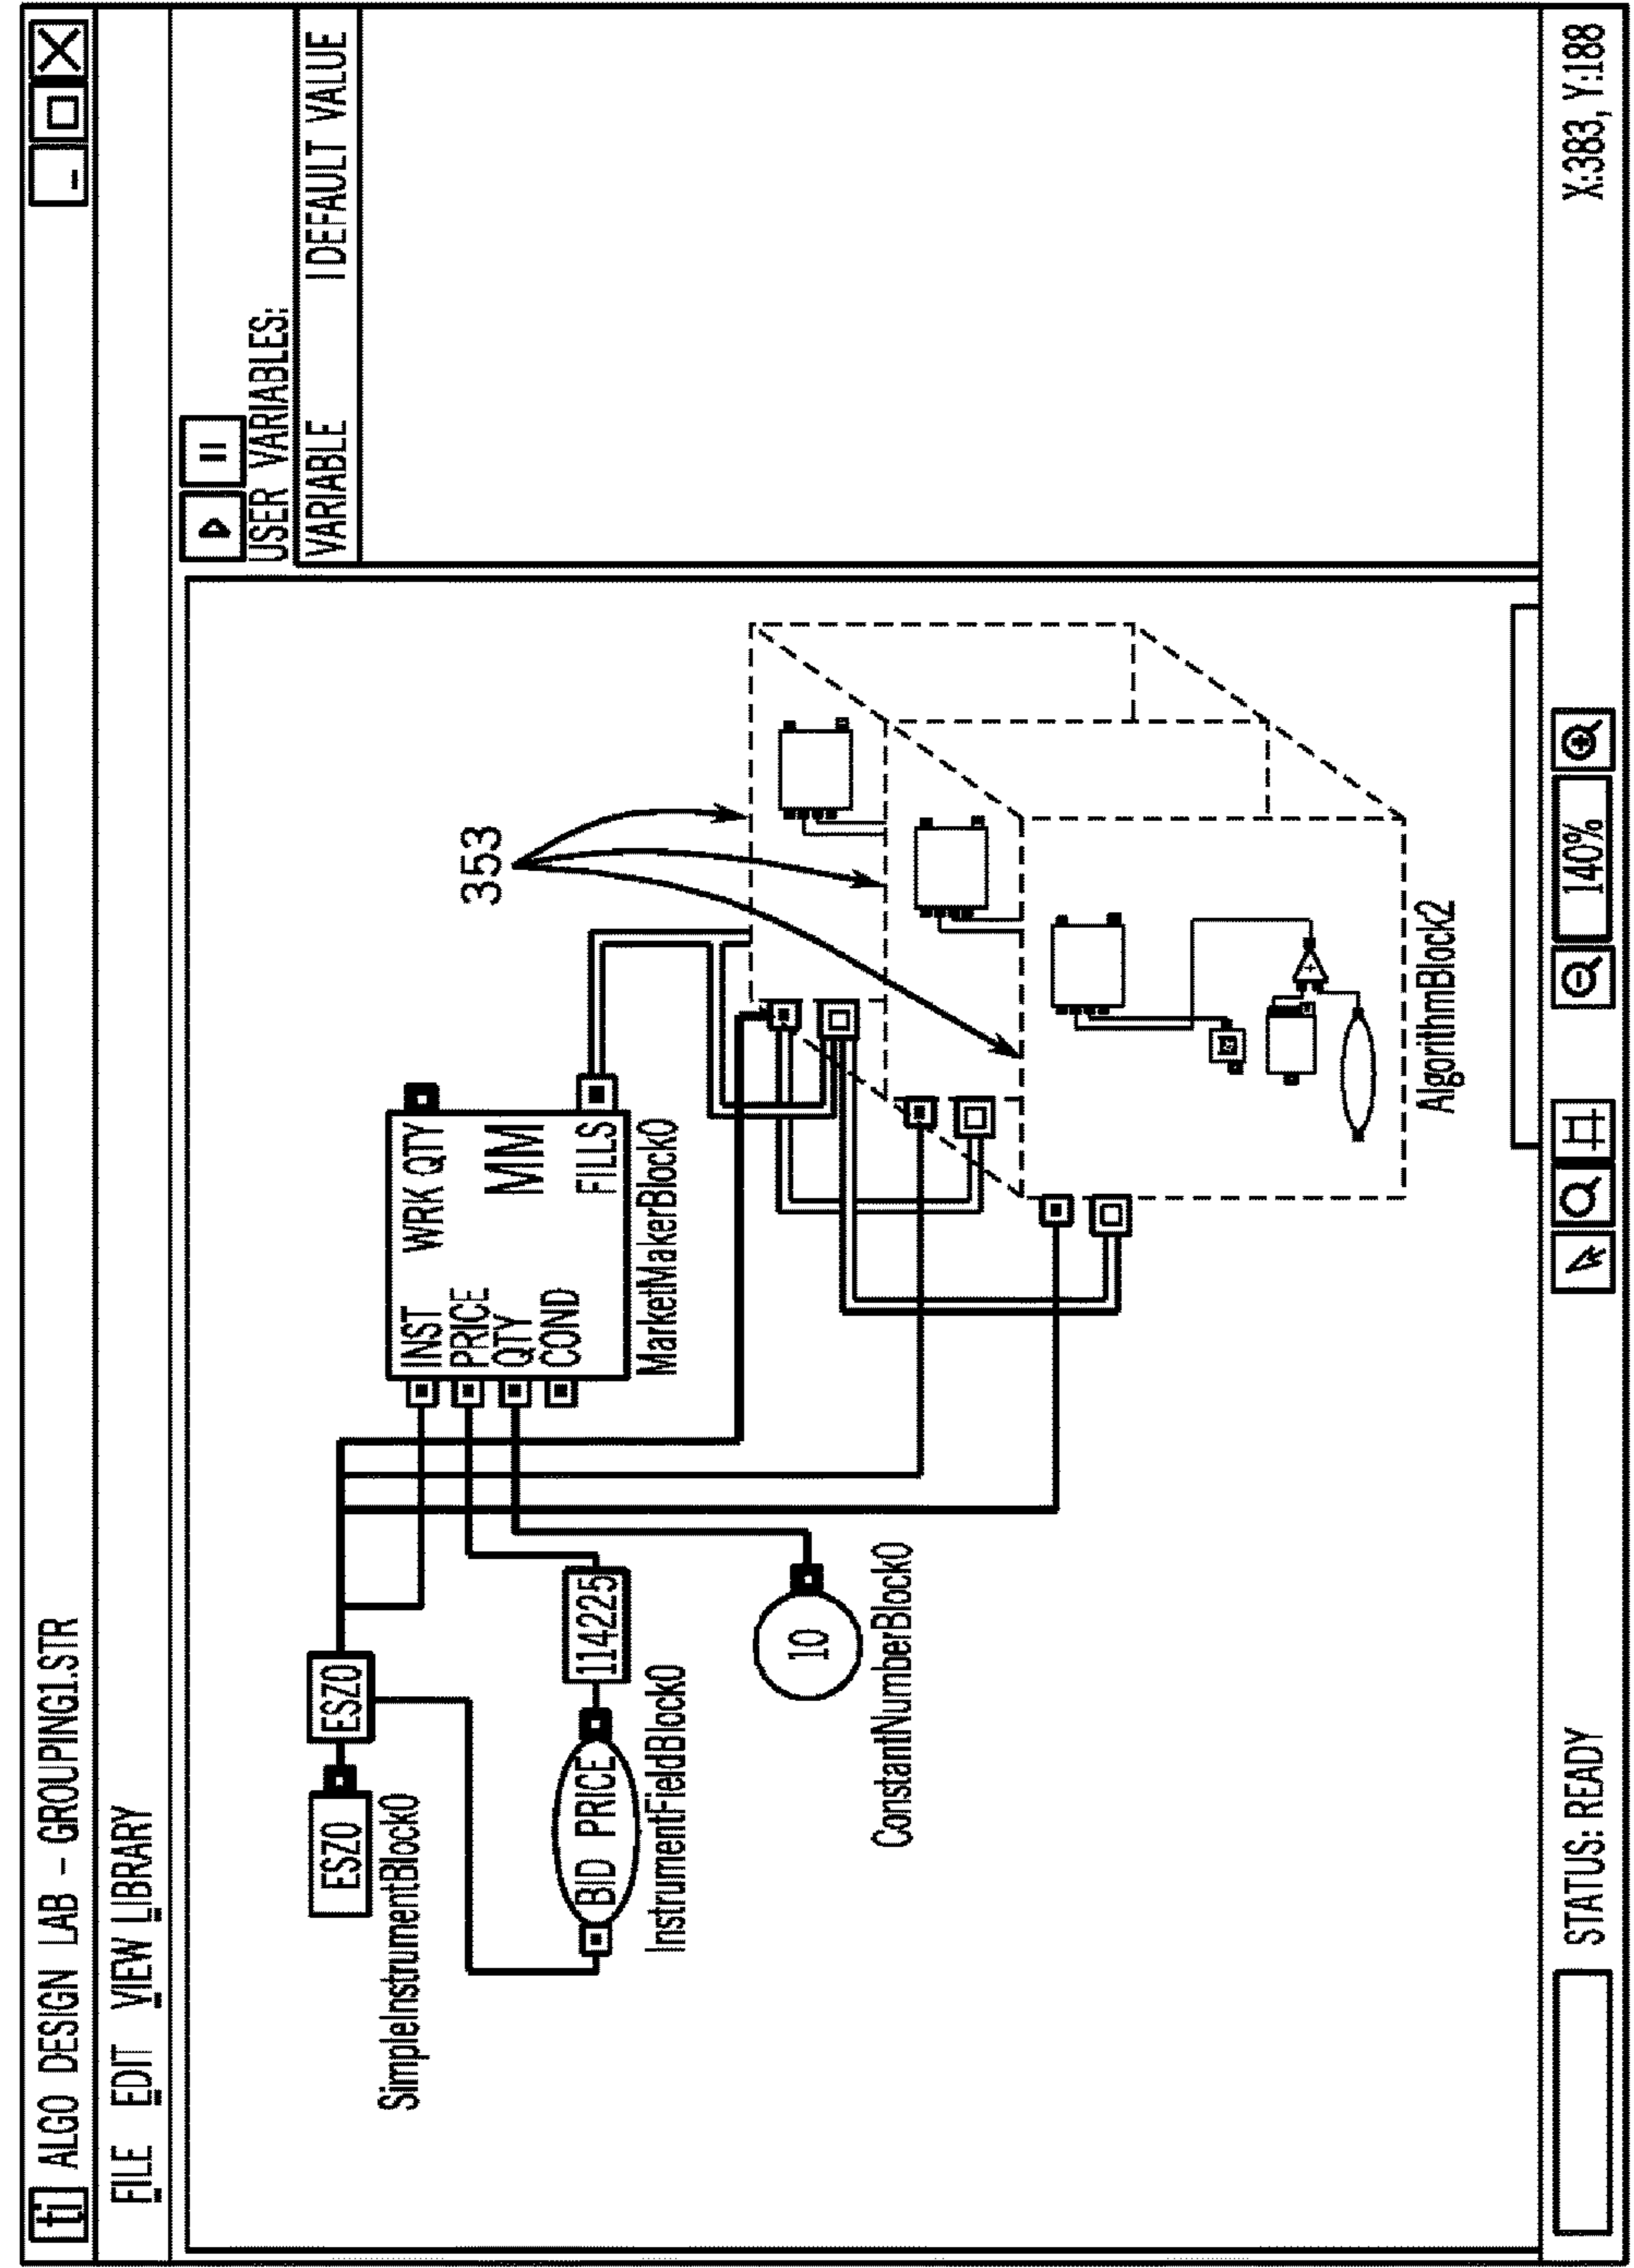 ti ALGO DESIGN LAB - GROUPING1.STR
FILE EDIT VIEW LIBRARY
USER VARIABLES:
VARIABLE DEFAULT VALUE
ESZ0
ESZ0
SimpleInstrumentBlock0
INST WRK QTY
PRICE
QTY MM
COND FILLS
MarketMakerBlock0
353
BID PRICE
114225
InstrumentFieldBlock0
10
ConstantNumberBlock0
+
AlgorithmBlock2
STATUS: READY
140%
X:383, Y:188